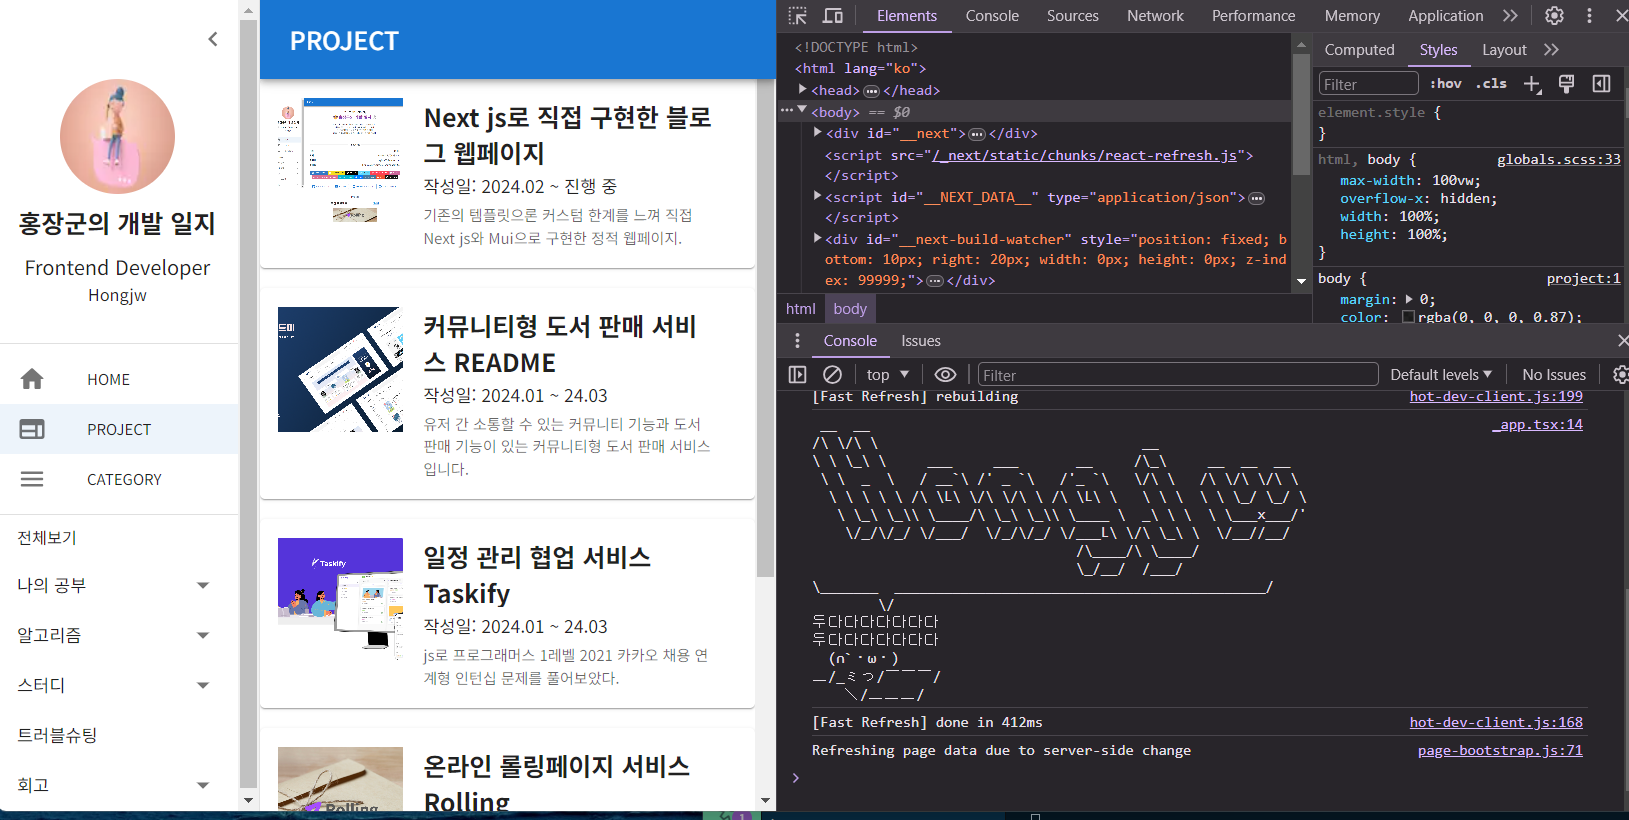 PROJECT
홍장군의 개발 일지
Frontend Developer
Hongjw
HOME
PROJECT
CATEGORY
전체보기
나의 공부
알고리즘
스터디
트러블슈팅
회고
Next js로 직접 구현한 블로
그 웹페이지
작성일: 2024.02 ~ 진행 중
기존의 템플릿으론 커스텀 한계를 느껴 직접
Next js와 Mui으로 구현한 정적 웹페이지.
커뮤니티형 도서 판매 서비
스 README
작성일: 2024.01 ~ 24.03
유저 간 소통할 수 있는 커뮤니티 기능과 도서
판매 기능이 있는 커뮤니티형 도서 판매 서비스
입니다.
Taskify
일정 관리 협업 서비스
Taskify
작성일: 2024.01 ~ 24.03
js로 프로그래머스 1레벨 2021 카카오 채용 연
계형 인턴십 문제를 풀어보았다.
Rolling
온라인 롤링페이지 서비스
Rolling
Elements Console Sources Network Performance Memory Application
<!DOCTYPE html>
<html lang="ko">
<head></head>
<body> == $0
<div id="__next"></div>
<script src="/_next/static/chunks/react-refresh.js">
</script>
<script id="__NEXT_DATA__" type="application/json">
</script>
<div id="__next-build-watcher" style="position: fixed; b
ottom: 10px; right: 20px; width: 0px; height: 0px; z-ind
ex: 99999;"></div>
html body
Computed Styles Layout
Filter :hov .cls
element.style {
}
html, body { globals.scss:33
max-width: 100vw;
overflow-x: hidden;
width: 100%;
height: 100%;
}
body { project:1
margin: 0;
color: rgba(0, 0, 0, 0.87);
Console Issues
top Filter Default levels No Issues
[Fast Refresh] rebuilding hot-dev-client.js:199
_app.tsx:14
두다다다다다다다
두다다다다다다다
[Fast Refresh] done in 412ms hot-dev-client.js:168
Refreshing page data due to server-side change page-bootstrap.js:71